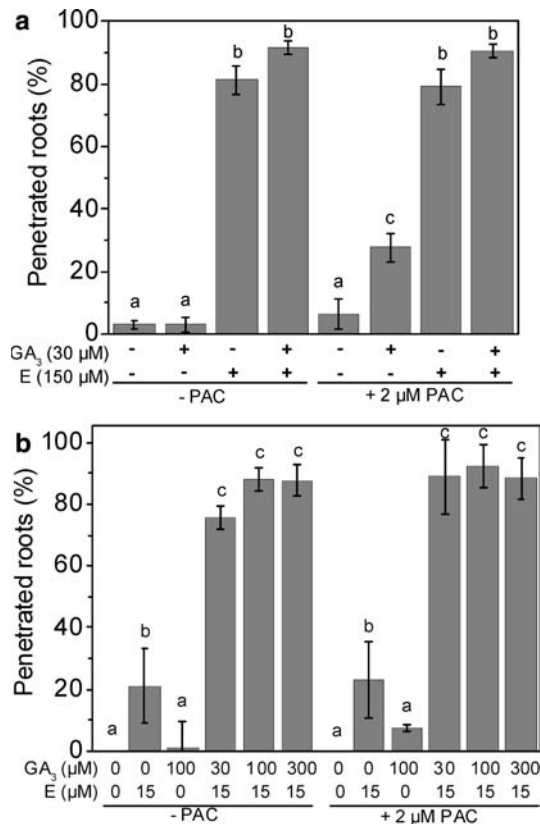 a
Penetrated roots (%)
100
80
60
40
20
0
a a b b a c b b
GA₃ (30 µM) - + - + - + - +
E (150 µM) - - + + - - + +
- PAC + 2 µM PAC
b
Penetrated roots (%)
100
80
60
40
20
0
a b a c c c a b a c c c
GA₃ (µM) 0 0 100 30 100 300 0 0 100 30 100 300
E (µM) 0 15 0 15 15 15 0 15 0 15 15 15
- PAC + 2 µM PAC